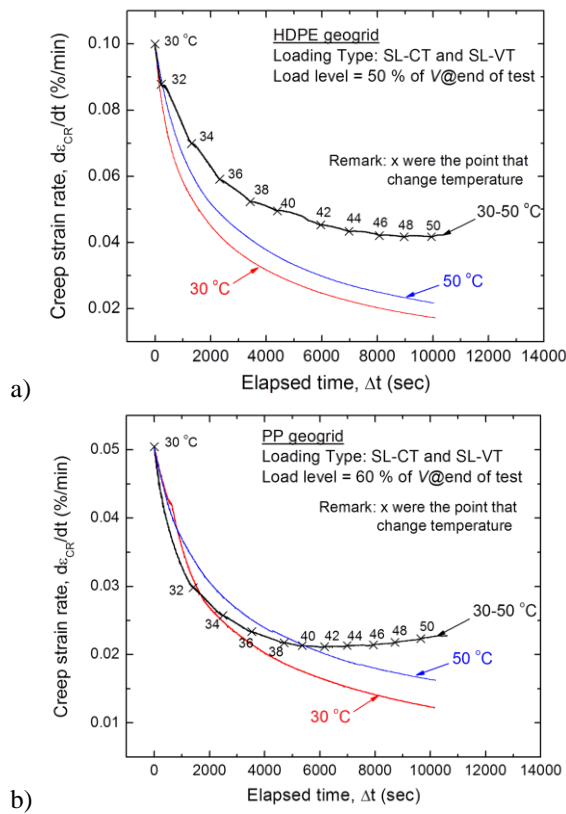 HDPE geogrid
Loading Type: SL-CT and SL-VT
Load level = 50 % of V@end of test
Remark: x were the point that
change temperature
30 °C
32
34
36
38
40
42
44
46
48
50
30-50 °C
50 °C
30 °C
0.10
0.08
0.06
0.04
0.02
Creep strain rate, dεCR/dt (%/min)
0
2000
4000
6000
8000
10000
12000
14000
Elapsed time, Δt (sec)
a)
PP geogrid
Loading Type: SL-CT and SL-VT
Load level = 60 % of V@end of test
Remark: x were the point that
change temperature
30 °C
32
34
36
38
40
42
44
46
48
50
30-50 °C
50 °C
30 °C
0.05
0.04
0.03
0.02
0.01
Creep strain rate, dεCR/dt (%/min)
0
2000
4000
6000
8000
10000
12000
14000
Elapsed time, Δt (sec)
b)